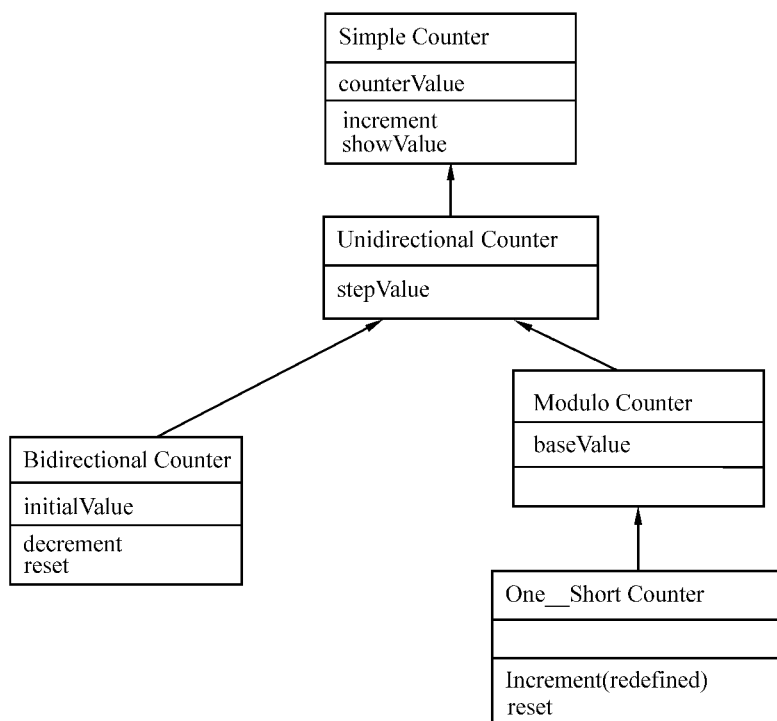 Simple Counter
counterValue
increment
showValue
Unidirectional Counter
stepValue
Modulo Counter
baseValue
Bidirectional Counter
initialValue
decrement
reset
One__Short Counter
Increment(redefined)
reset